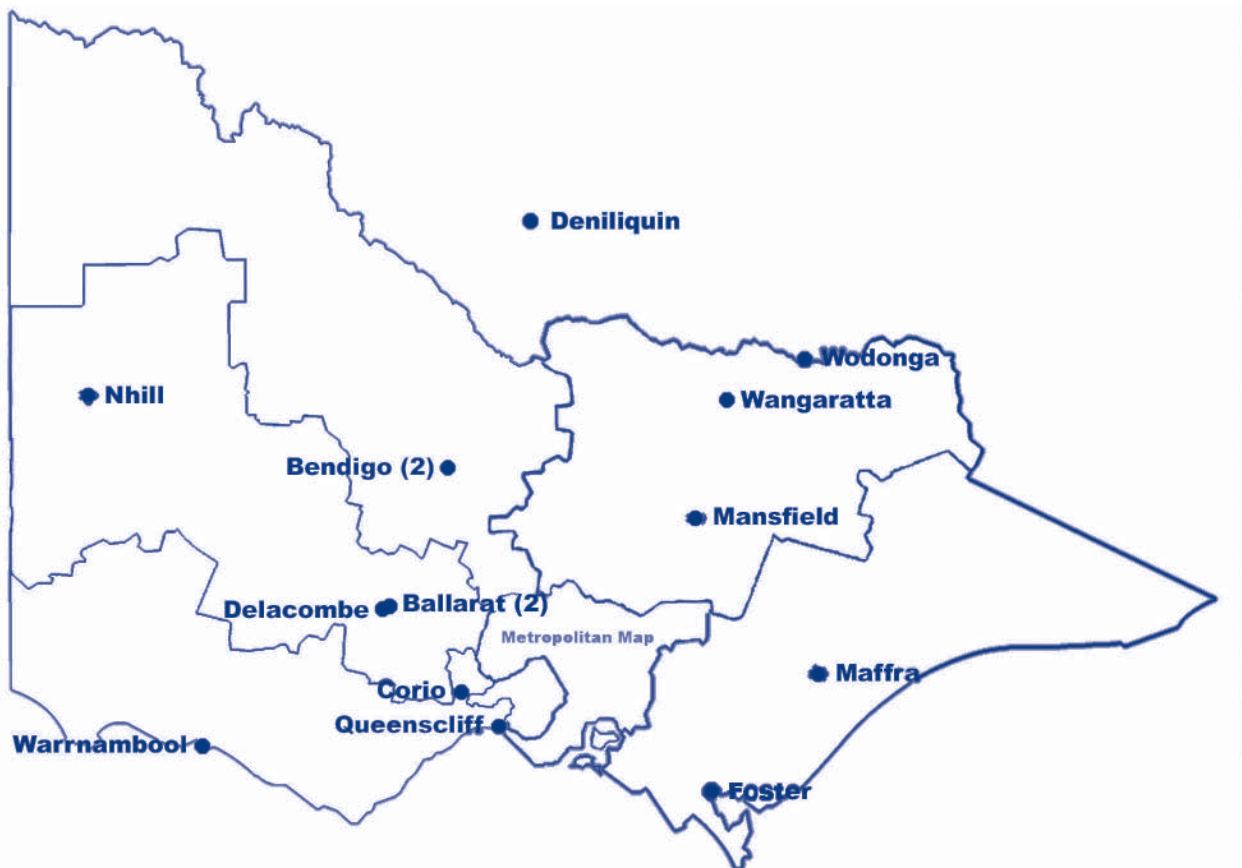 Deniliquin
Wodonga
Nhill
Wangaratta
Bendigo (2)
Mansfield
Delacombe
Ballarat (2)
Metropolitan Map
Maffra
Corio
Queenscliff
Warrnambool
Foster